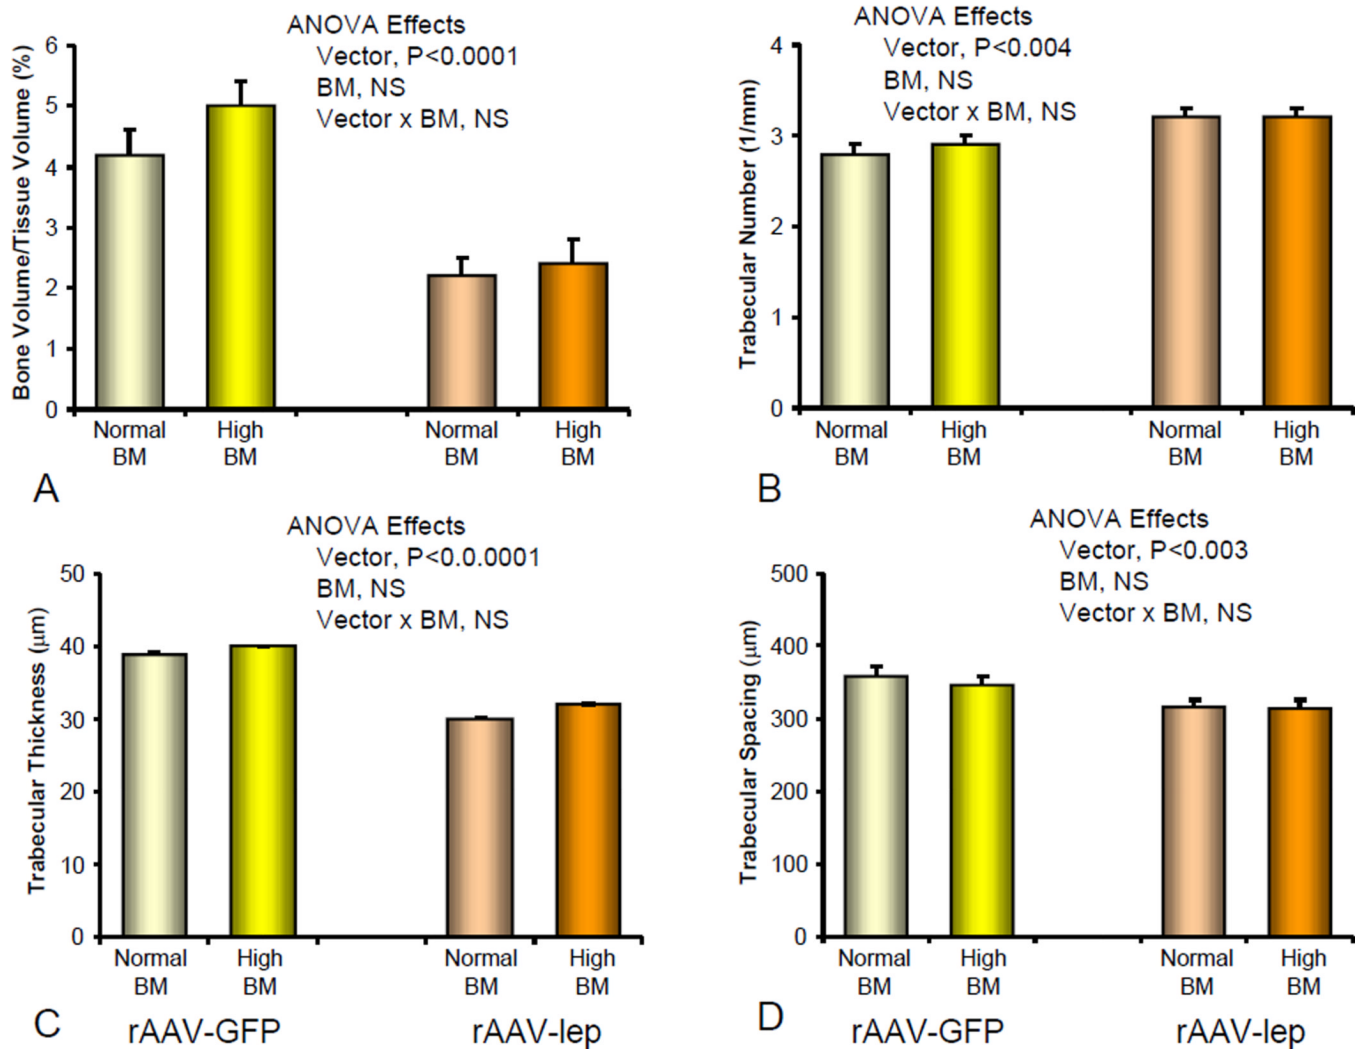 ANOVA Effects
Vector, P<0.0001
BM, NS
Vector x BM, NS
Bone Volume/Tissue Volume (%)
6
5
4
3
2
1
0
Normal BM
High BM
Normal BM
High BM
A
ANOVA Effects
Vector, P<0.004
BM, NS
Vector x BM, NS
Trabecular Number (1/mm)
4
3
2
1
0
Normal BM
High BM
Normal BM
High BM
B
ANOVA Effects
Vector, P<0.0.0001
BM, NS
Vector x BM, NS
Trabecular Thickness (μm)
50
40
30
20
10
0
Normal BM
High BM
Normal BM
High BM
C
rAAV-GFP
rAAV-lep
ANOVA Effects
Vector, P<0.003
BM, NS
Vector x BM, NS
Trabecular Spacing (μm)
500
400
300
200
100
0
Normal BM
High BM
Normal BM
High BM
D
rAAV-GFP
rAAV-lep